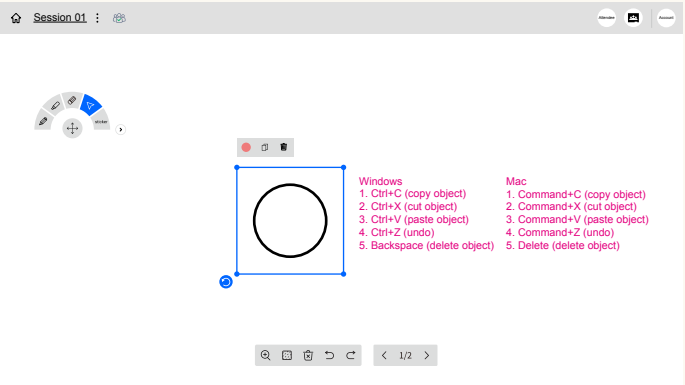 Session 01
Attendee
Account
sticker
Windows
1. Ctrl+C (copy object)
2. Ctrl+X (cut object)
3. Ctrl+V (paste object)
4. Ctrl+Z (undo)
5. Backspace (delete object)
Mac
1. Command+C (copy object)
2. Command+X (cut object)
3. Command+V (paste object)
4. Command+Z (undo)
5. Delete (delete object)
1/2